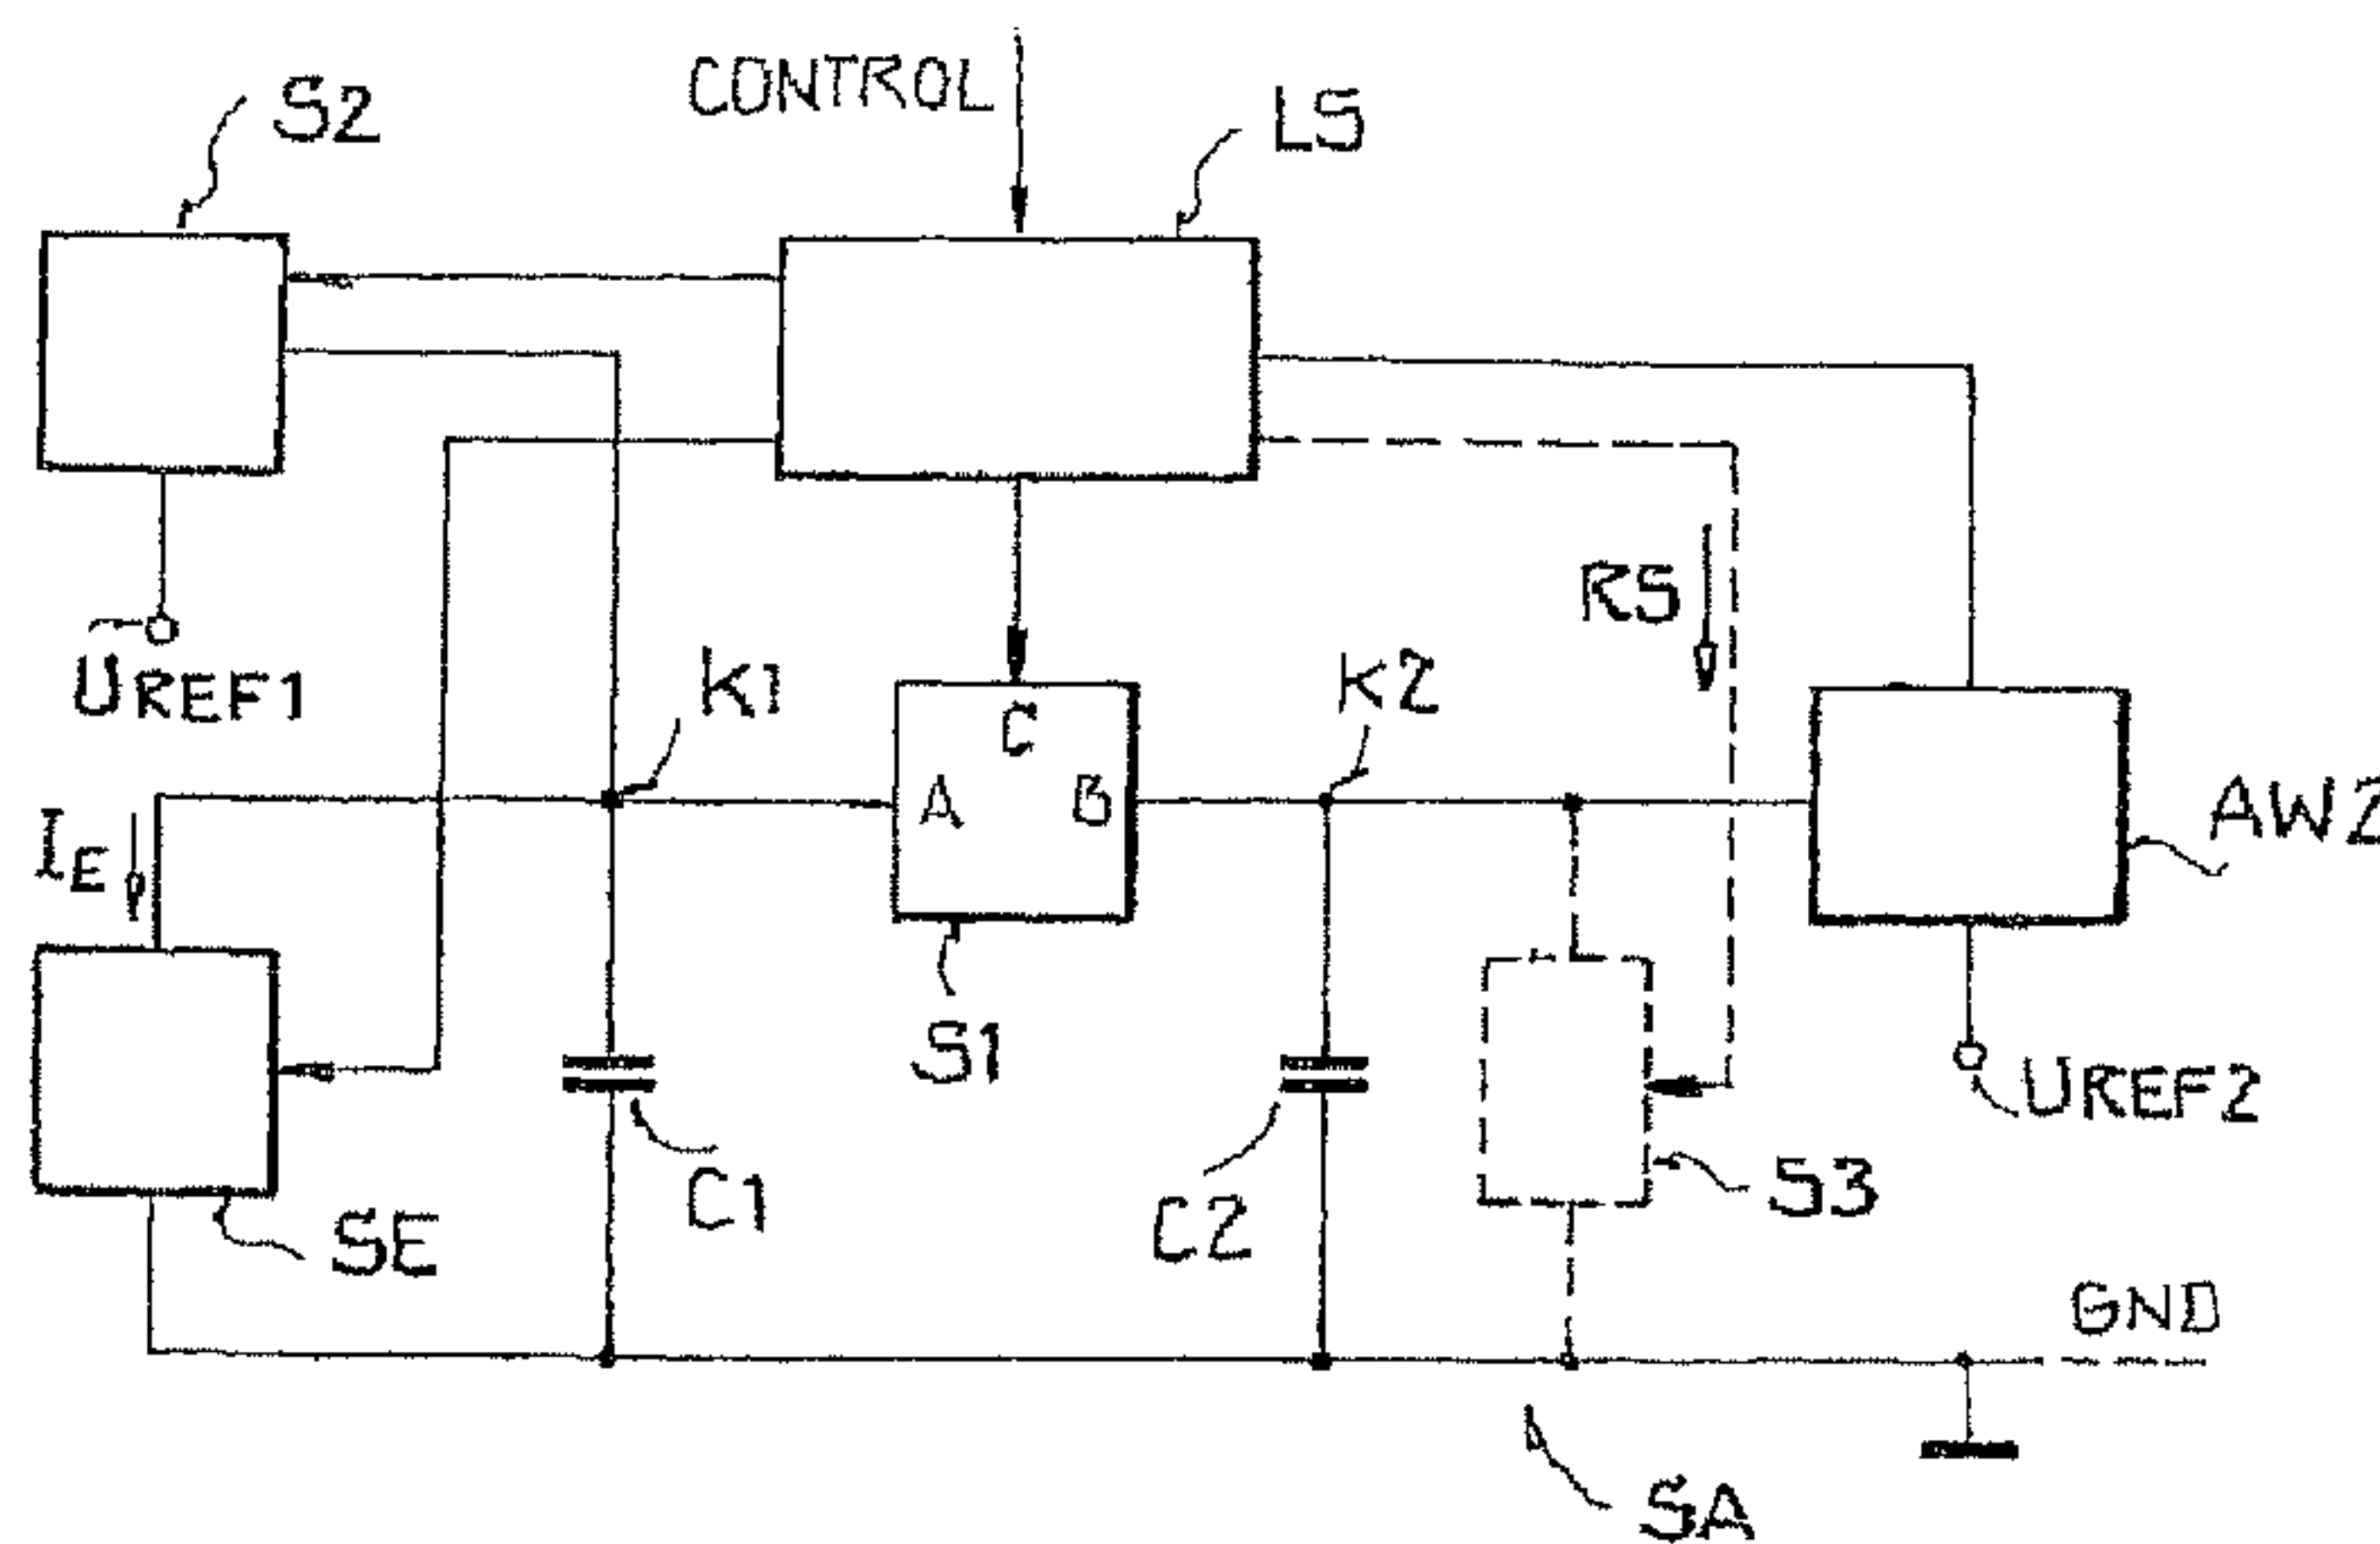 S2
CONTROL
LS
UREF1
K1
K2
RS
IE
A
C
B
AWZ
S1
UREF2
C1
C2
S3
SE
GND
SA